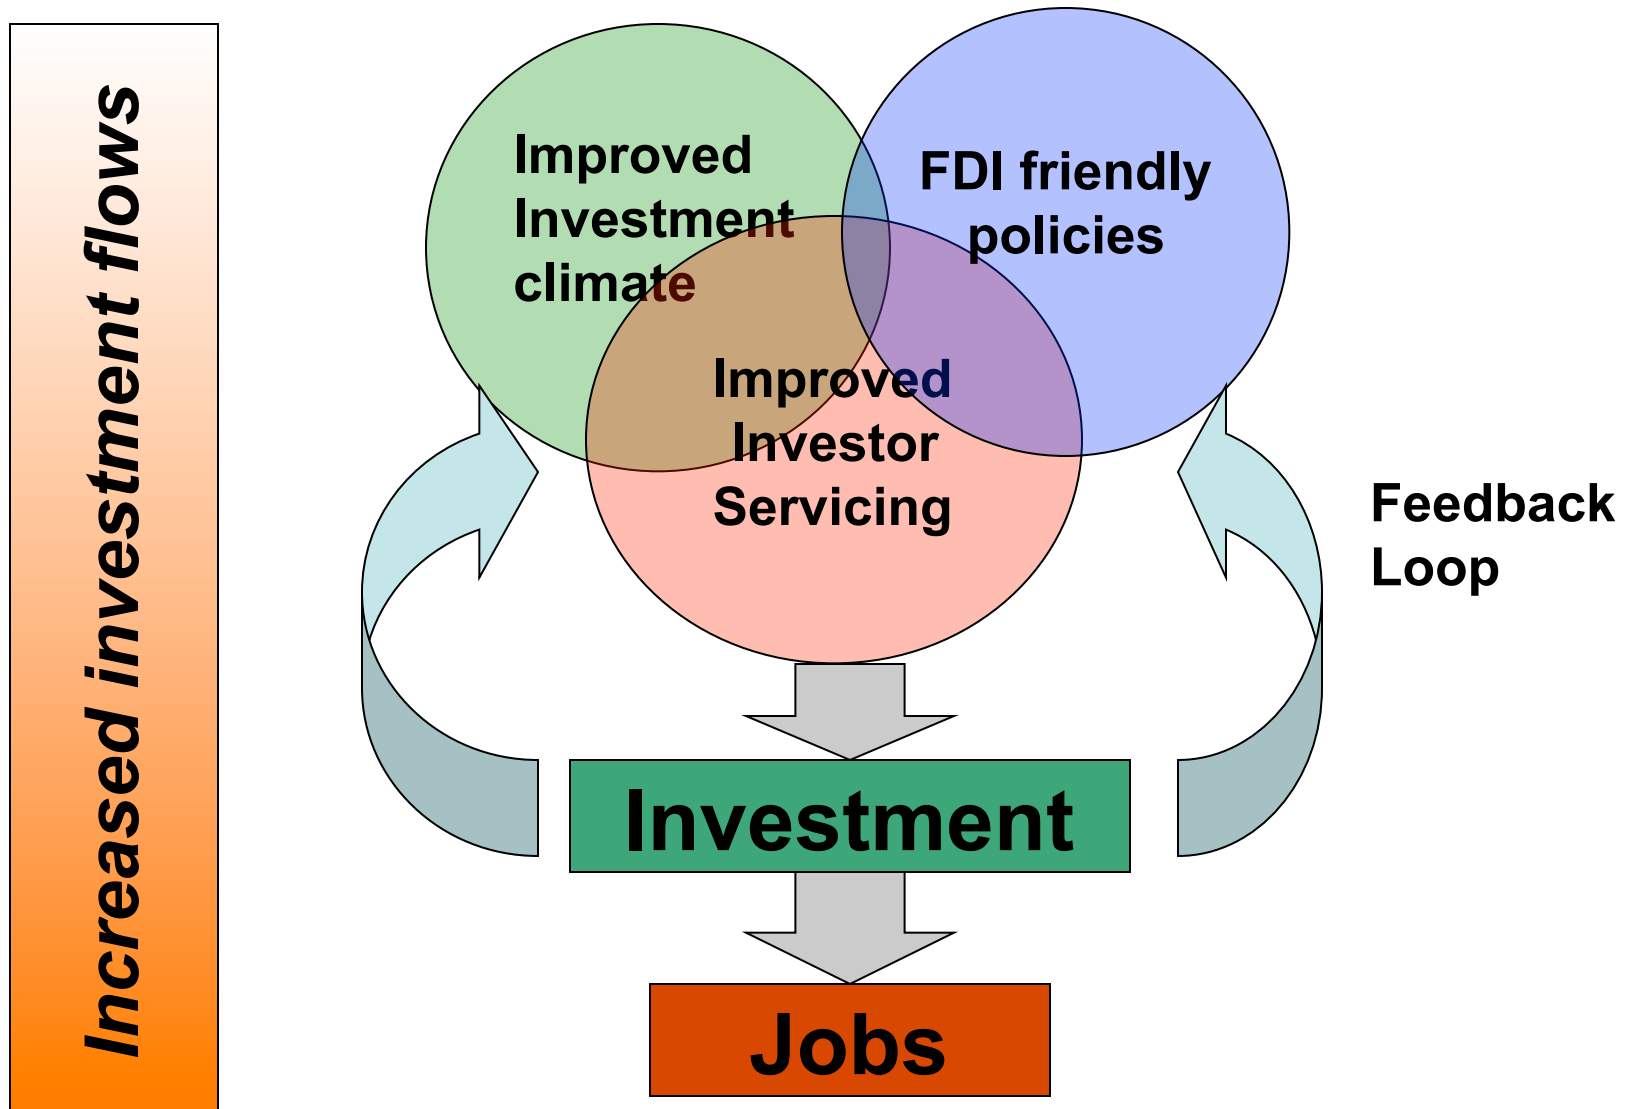 Increased investment flows
Improved
Investment
climate
FDI friendly
policies
Improved
Investor
Servicing
Feedback
Loop
Investment
Jobs